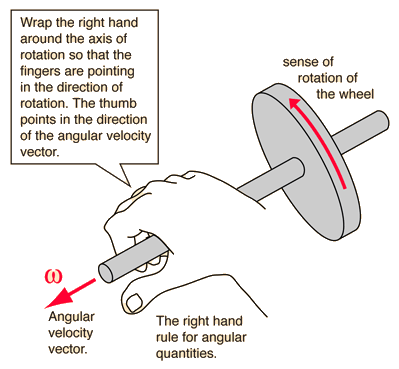 Wrap the right hand
around the axis of
rotation so that the
fingers are pointing
in the direction of
rotation. The thumb
points in the direction
of the angular velocity
vector.
sense of
rotation of
the wheel
ω
Angular
velocity
vector.
The right hand
rule for angular
quantities.